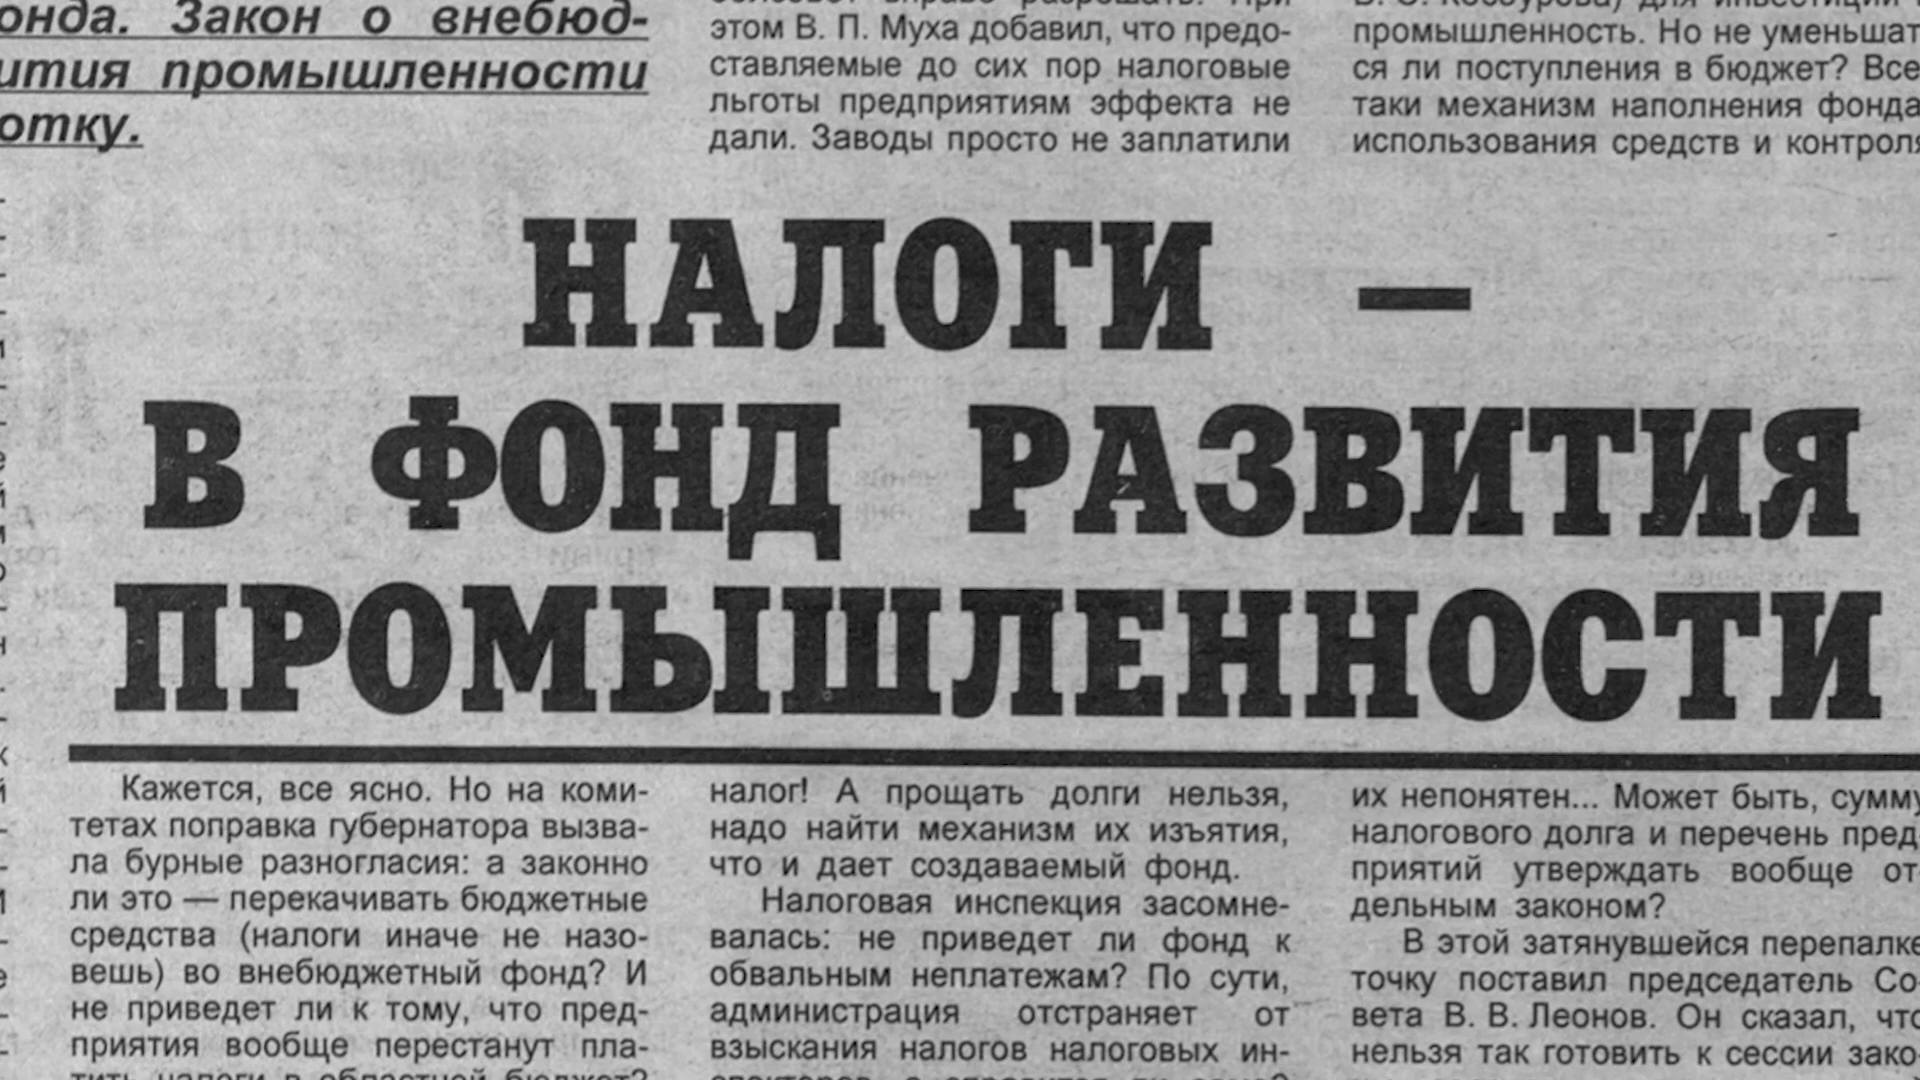 онда. Закон о внебюд-
ития промышленности
отку.
этом В. П. Муха добавил, что предо-
ставляемые до сих пор налоговые
льготы предприятиям эффекта не
дали. Заводы просто не заплатили
промышленность. Но не уменьшат
ся ли поступления в бюджет? Все
таки механизм наполнения фонда
использования средств и контроля
НАЛОГИ —
В ФОНД РАЗВИТИЯ
ПРОМЫШЛЕННОСТИ
Кажется, все ясно. Но на коми-
тетах поправка губернатора вызва-
ла бурные разногласия: а законно
ли это — перекачивать бюджетные
средства (налоги иначе не назо-
вешь) во внебюджетный фонд? И
не приведет ли к тому, что пред-
приятия вообще перестанут пла-
тить налоги в областной бюджет?
налог! А прощать долги нельзя,
надо найти механизм их изъятия,
что и дает создаваемый фонд.
Налоговая инспекция засомне-
валась: не приведет ли фонд к
обвальным неплатежам? По сути,
администрация отстраняет от
взыскания налогов налоговых ин-
их непонятен... Может быть, сумму
налогового долга и перечень пред
приятий утверждать вообще от-
дельным законом?
В этой затянувшейся перепалке
точку поставил председатель Со-
вета В. В. Леонов. Он сказал, что
нельзя так готовить к сессии зако-